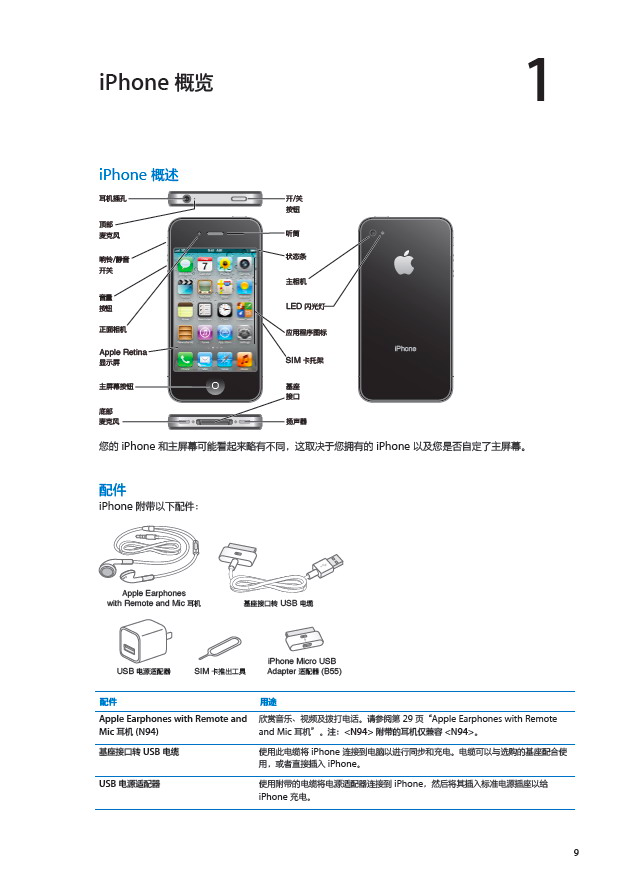 iPhone 概览
1
iPhone 概述
耳机插孔
开/关
按钮
顶部
麦克风
听筒
响铃/静音
开关
状态条
音量
按钮
主相机
LED 闪光灯
正面相机
应用程序图标
Apple Retina
显示屏
SIM 卡托架
主屏幕按钮
基座
接口
底部
麦克风
扬声器
iPhone
您的 iPhone 和主屏幕可能看起来略有不同，这取决于您拥有的 iPhone 以及您是否自定了主屏幕。
配件
iPhone 附带以下配件：
Apple Earphones
with Remote and Mic 耳机
基座接口转 USB 电缆
USB 电源适配器
SIM 卡推出工具
iPhone Micro USB
Adapter 适配器 (B55)
配件 用途
Apple Earphones with Remote and
Mic 耳机 (N94)
欣赏音乐、视频及拨打电话。请参阅第 29 页“Apple Earphones with Remote
and Mic 耳机”。注：<N94> 附带的耳机仅兼容 <N94>。
基座接口转 USB 电缆
使用此电缆将 iPhone 连接到电脑以进行同步和充电。电缆可以与选购的基座配合使
用，或者直接插入 iPhone。
USB 电源适配器
使用附带的电缆将电源适配器连接到 iPhone，然后将其插入标准电源插座以给
iPhone 充电。
9